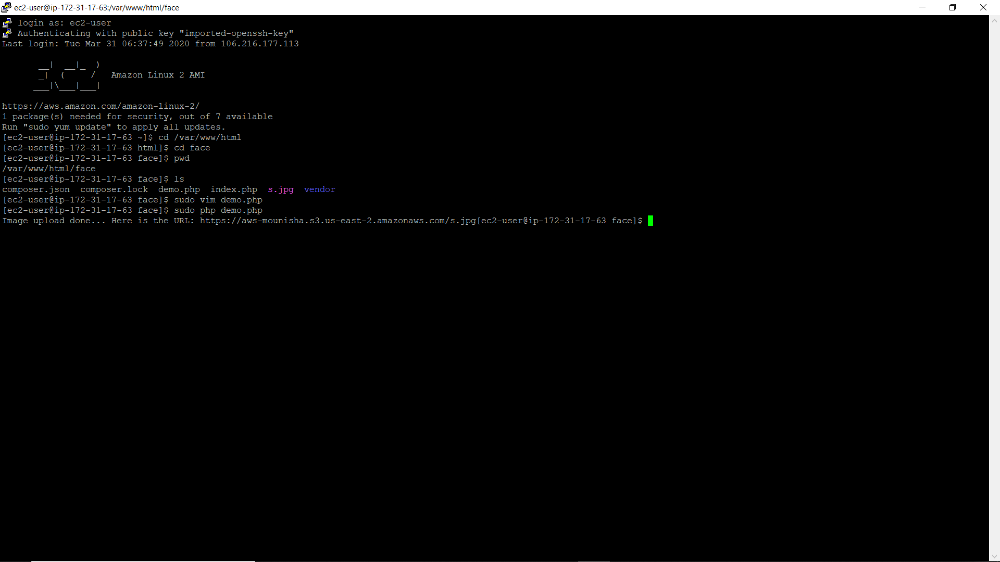 ec2-user@ip-172-31-17-63:/var/www/html/face
login as: ec2-user
Authenticating with public key "imported-openssh-key"
Last login: Tue Mar 31 06:37:49 2020 from 106.216.177.113
       __|  __|_  )
       _|  (     /   Amazon Linux 2 AMI
      ___|\___|___|
https://aws.amazon.com/amazon-linux-2/
1 package(s) needed for security, out of 7 available
Run "sudo yum update" to apply all updates.
[ec2-user@ip-172-31-17-63 ~]$ cd /var/www/html
[ec2-user@ip-172-31-17-63 html]$ cd face
[ec2-user@ip-172-31-17-63 face]$ pwd
/var/www/html/face
[ec2-user@ip-172-31-17-63 face]$ ls
composer.json  composer.lock  demo.php  index.php  s.jpg  vendor
[ec2-user@ip-172-31-17-63 face]$ sudo vim demo.php
[ec2-user@ip-172-31-17-63 face]$ sudo php demo.php
Image upload done... Here is the URL: https://aws-mounisha.s3.us-east-2.amazonaws.com/s.jpg[ec2-user@ip-172-31-17-63 face]$